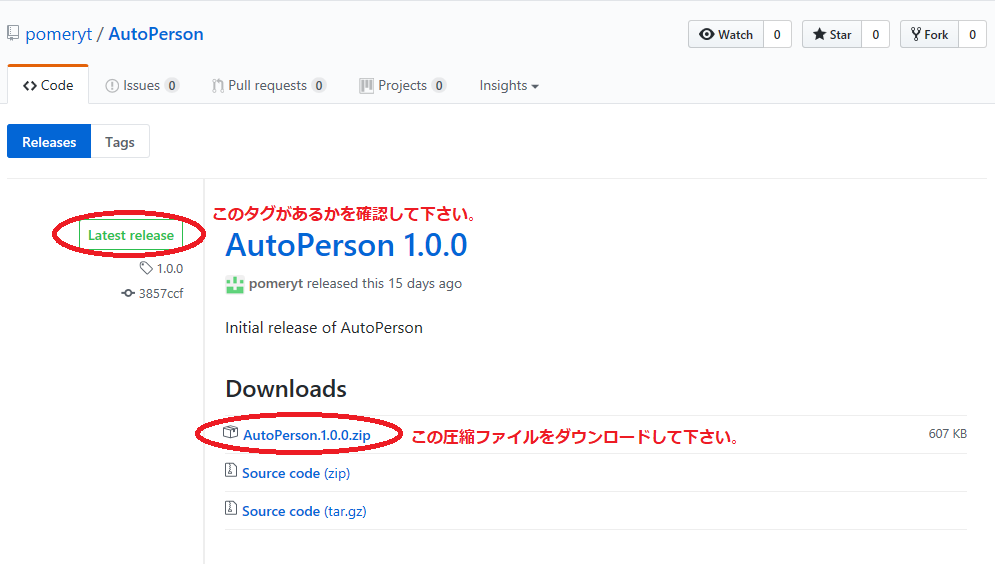 pomeryt / AutoPerson
Watch 0 Star 0 Fork 0
Code Issues 0 Pull requests 0 Projects 0 Insights
Releases Tags
このタグがあるかを確認して下さい。
Latest release
AutoPerson 1.0.0
1.0.0
3857ccf
pomeryt released this 15 days ago
Initial release of AutoPerson
Downloads
AutoPerson.1.0.0.zip この圧縮ファイルをダウンロードして下さい。 607 KB
Source code (zip)
Source code (tar.gz)